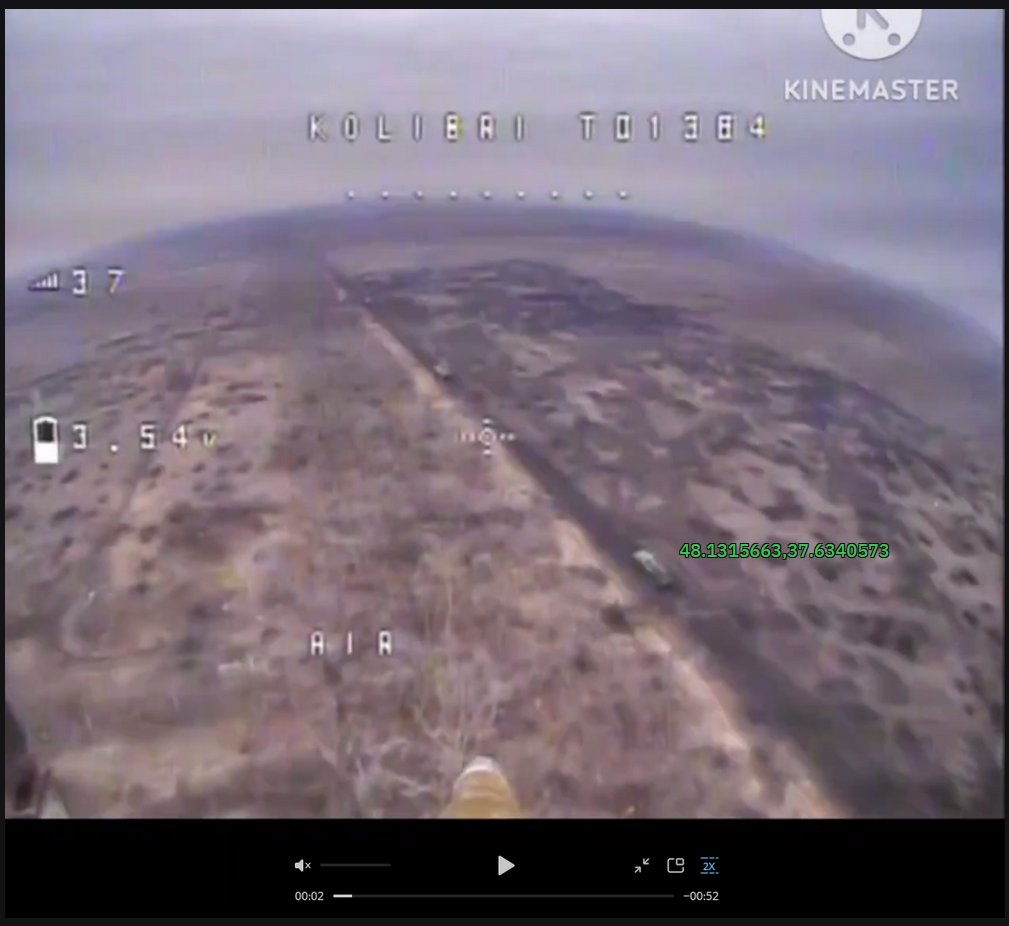 KINEMASTER
KOLIBRI T01384
37
3.54v
48.1315663,37.6340573
AIR
2X
00:02
−00:52